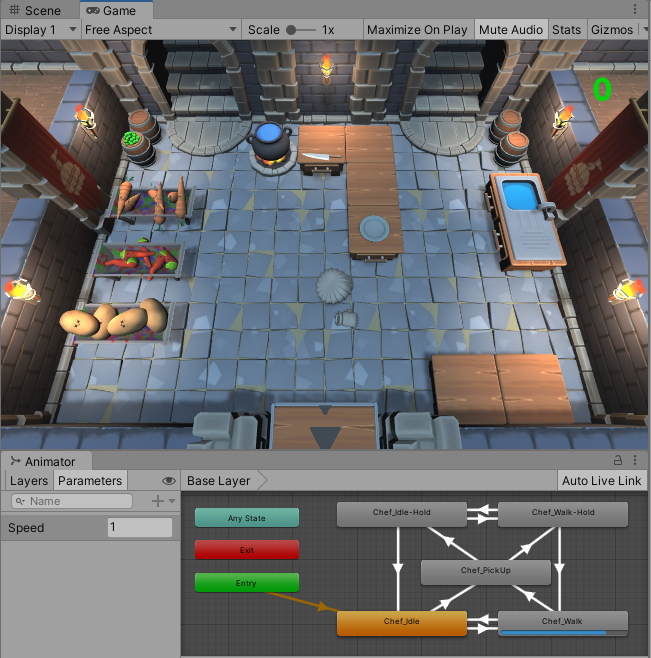 Scene Game
Display 1 Free Aspect Scale 1x Maximize On Play Mute Audio Stats Gizmos
0
Animator
Layers Parameters Base Layer Auto Live Link
Name
Speed 1
Any State
Exit
Entry
Chef_Idle-Hold Chef_Walk-Hold
Chef_PickUp
Chef_Idle Chef_Walk